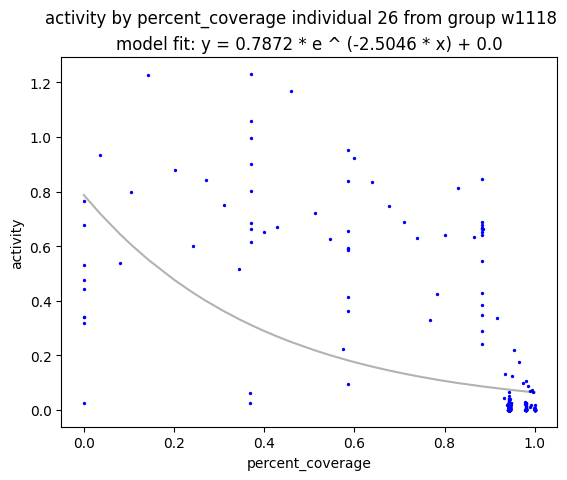 activity by percent_coverage individual 26 from group w1118
model fit: y = 0.7872 * e ^ (-2.5046 * x) + 0.0
1.2
1.0
0.8
0.6
0.4
0.2
0.0
activity
0.0 0.2 0.4 0.6 0.8 1.0
percent_coverage